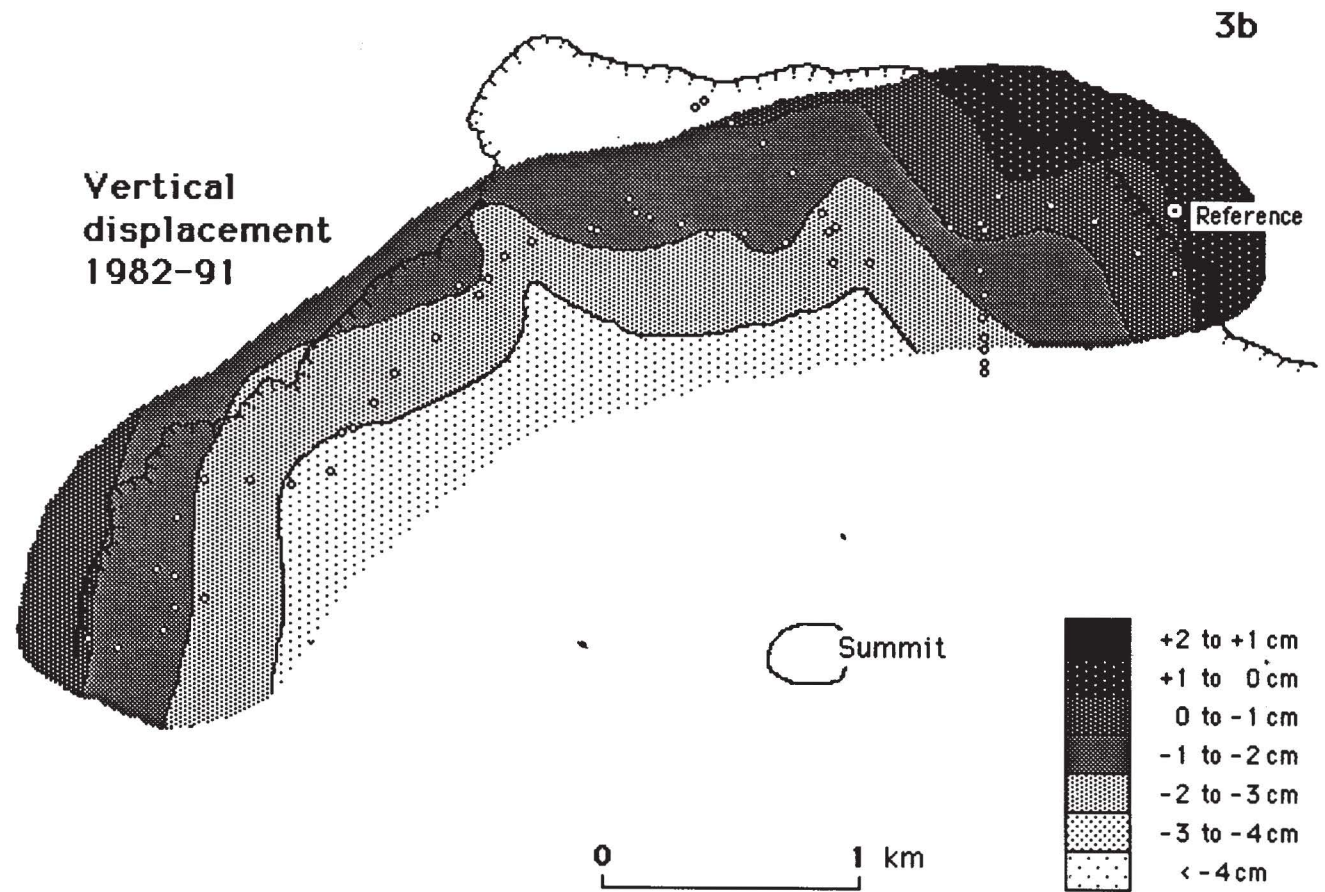 3b
Vertical
displacement
1982-91
Reference
Summit
+2 to +1 cm
+1 to 0 cm
0 to -1 cm
-1 to -2 cm
-2 to -3 cm
-3 to -4 cm
< -4 cm
0 1 km